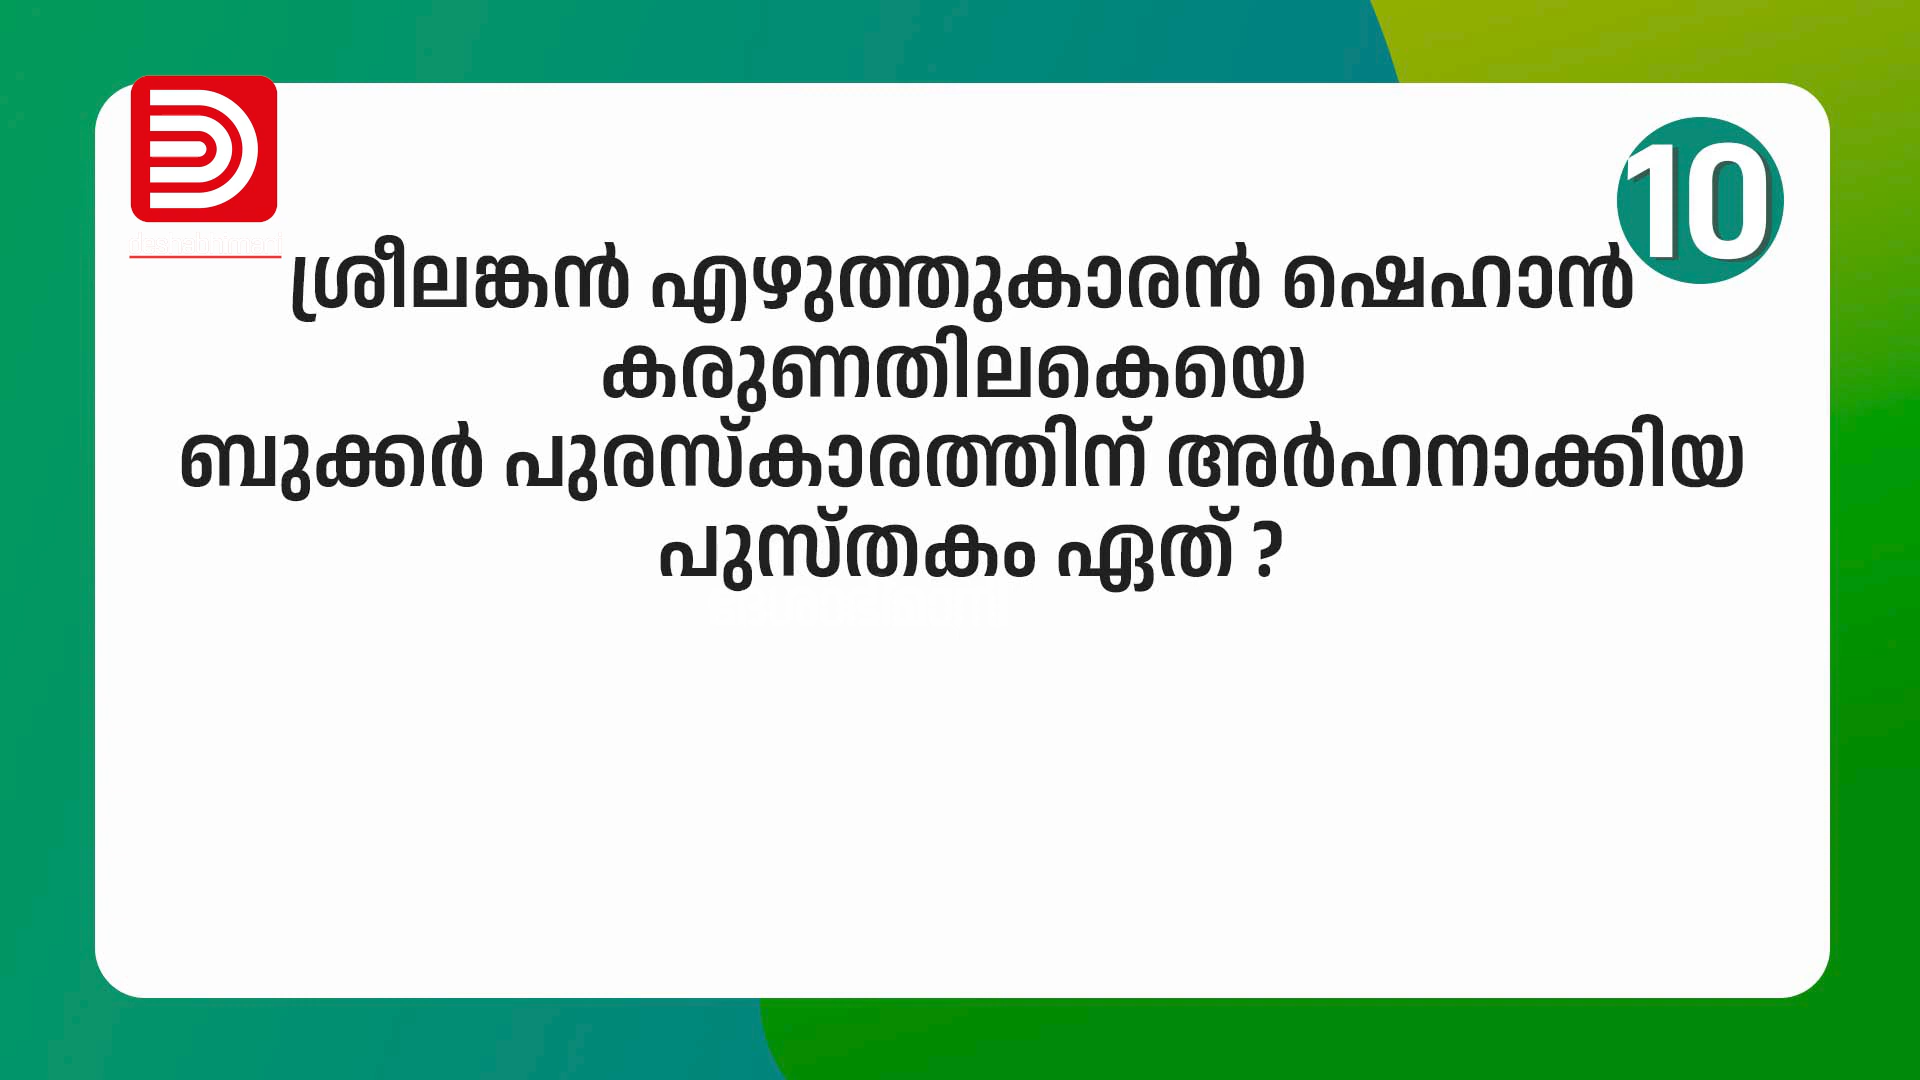 10
ശ്രീലങ്കൻ എഴുത്തുകാരൻ ഷെഹാൻ
കരുണതിലകെയെ
ബുക്കർ പുരസ്കാരത്തിന് അർഹനാക്കിയ
പുസ്തകം ഏത് ?